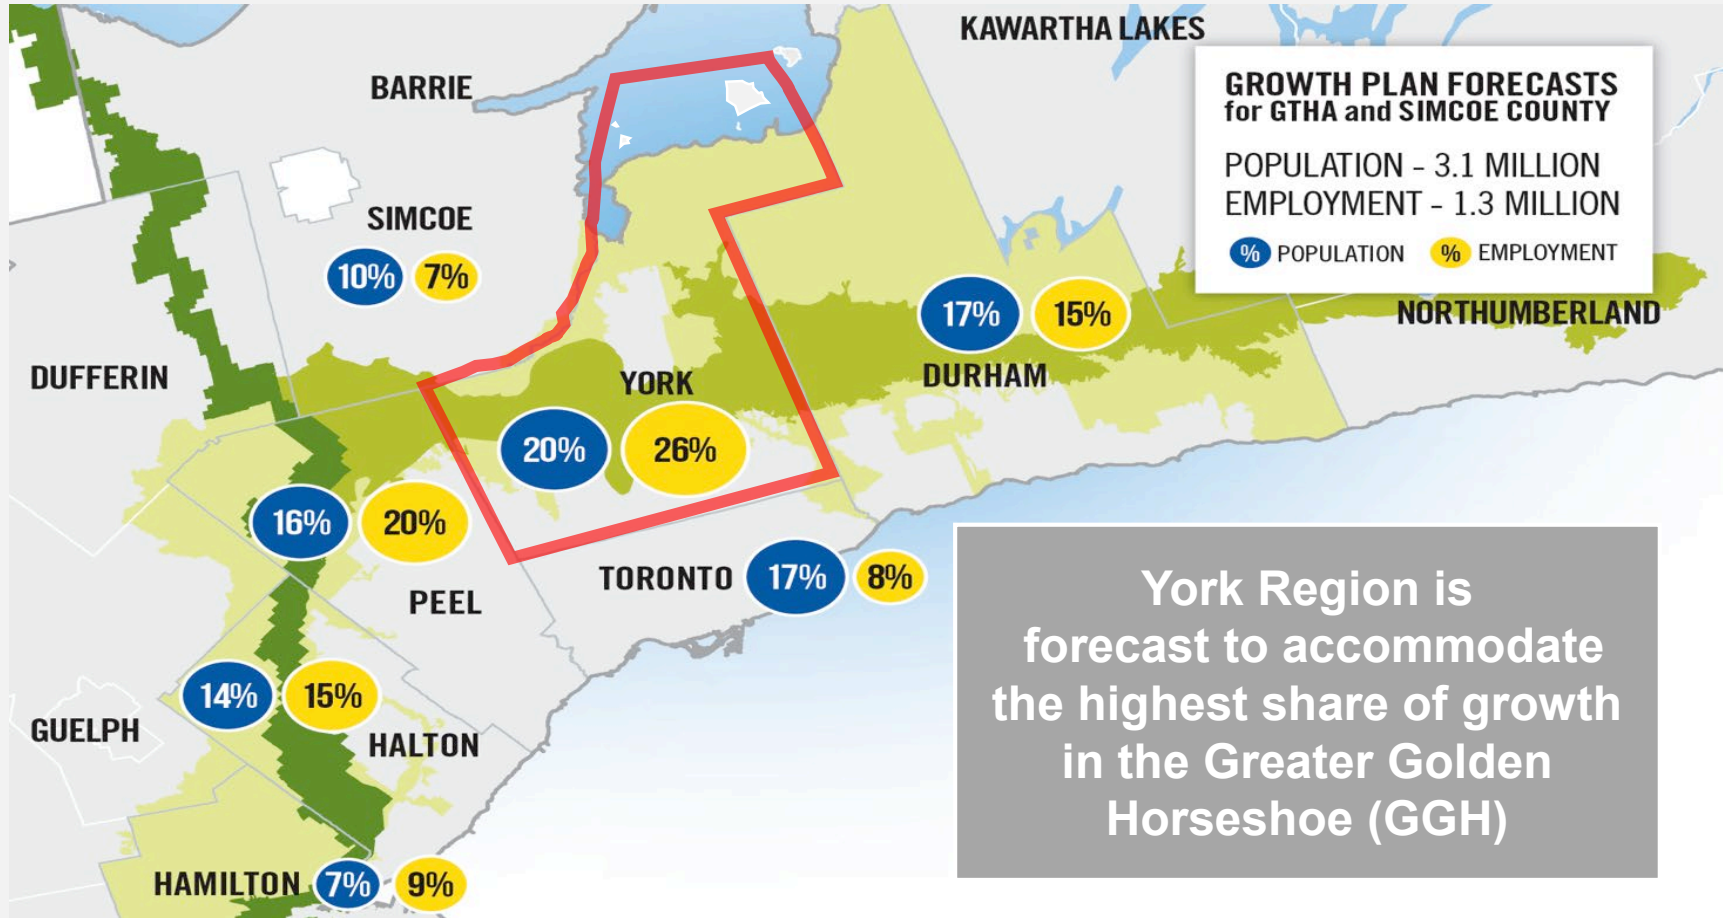 KAWARTHA LAKES
BARRIE
GROWTH PLAN FORECASTS
for GTHA and SIMCOE COUNTY
POPULATION – 3.1 MILLION
EMPLOYMENT – 1.3 MILLION
% POPULATION % EMPLOYMENT
SIMCOE
10% 7%
NORTHUMBERLAND
17% 15%
DURHAM
DUFFERIN
YORK
20% 26%
16% 20%
PEEL
TORONTO 17% 8%
York Region is
forecast to accommodate
the highest share of growth
in the Greater Golden
Horseshoe (GGH)
14% 15%
GUELPH
HALTON
HAMILTON 7% 9%